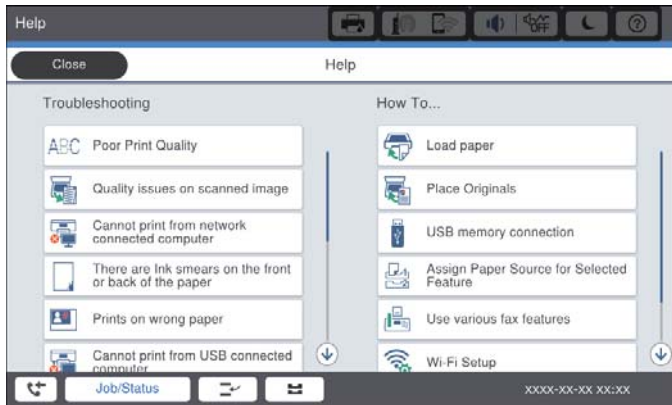 Help
OFF
Close
Help
Troubleshooting
How To...
ABC Poor Print Quality
Load paper
Quality issues on scanned image
Place Originals
Cannot print from network
connected computer
USB memory connection
There are Ink smears on the front
or back of the paper
Assign Paper Source for Selected
Feature
Prints on wrong paper
Use various fax features
Cannot print from USB connected
computer
Wi-Fi Setup
Job/Status
XXXX-XX-XX XX:XX